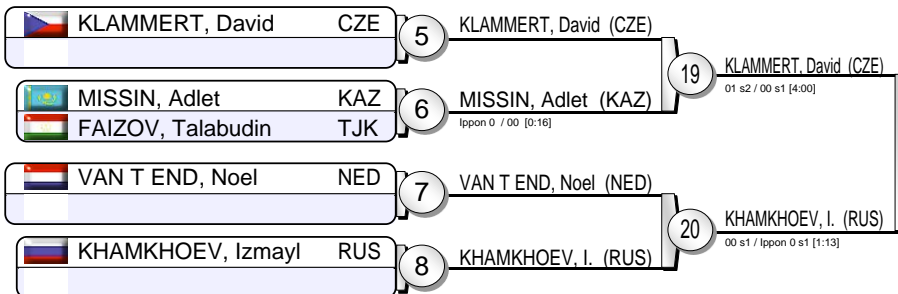 KLAMMERT, David CZE
5
KLAMMERT, David (CZE)
MISSIN, Adlet KAZ
FAIZOV, Talabudin TJK
6
MISSIN, Adlet (KAZ)
Ippon 0 / 00 [0:16]
19
KLAMMERT, David (CZE)
01 s2 / 00 s1 [4:00]
VAN T END, Noel NED
7
VAN T END, Noel (NED)
KHAMKHOEV, Izmayl RUS
8
KHAMKHOEV, I. (RUS)
20
KHAMKHOEV, I. (RUS)
00 s1 / Ippon 0 s1 [1:13]